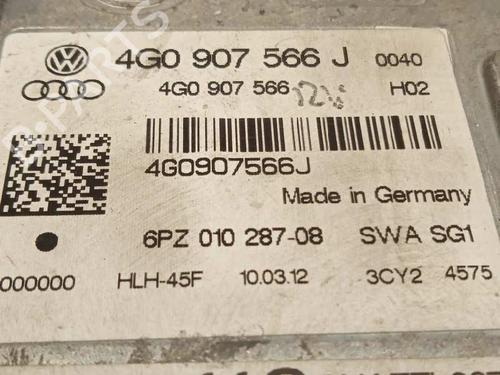 4G0 907 566 J 0040
4G0 907 566 H02
4G0907566J
Made in Germany
6PZ 010 287-08 SWA SG1
000000 HLH-45F 10.03.12 3CY2 4575